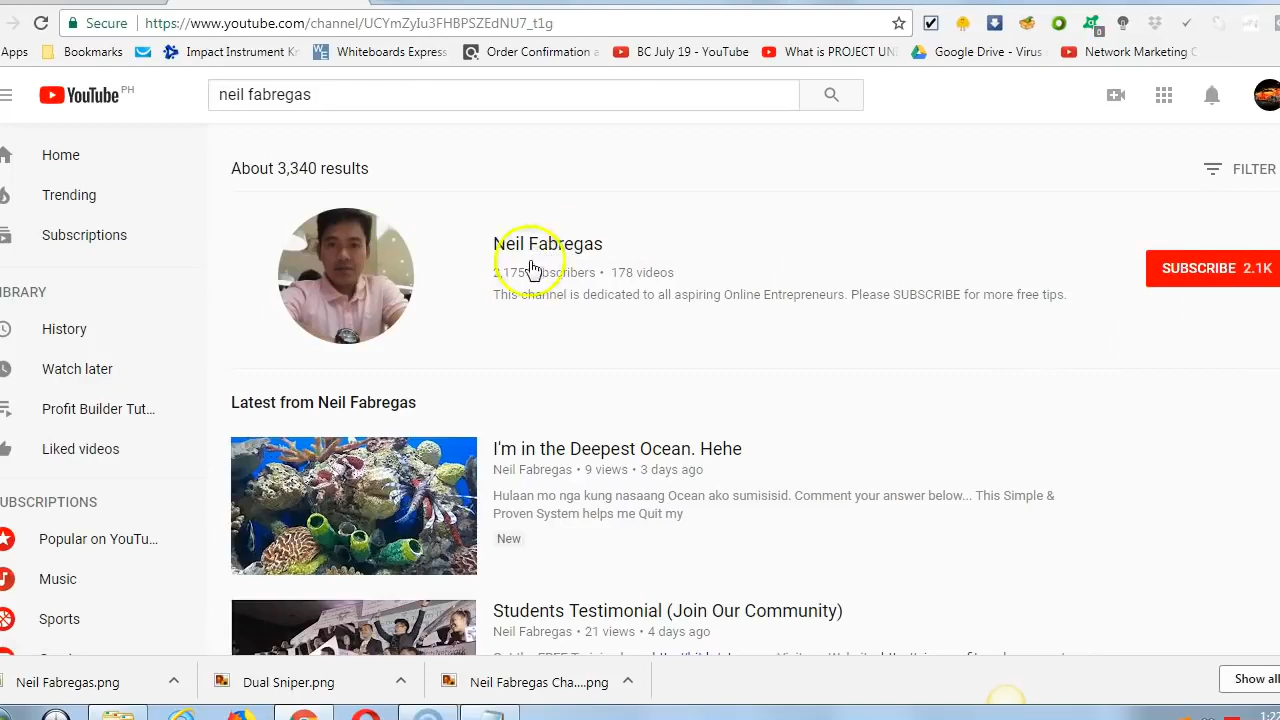 Secure https://www.youtube.com/channel/UCYmZyIu3FHBPSZEdNU7_t1g
Apps Bookmarks Impact Instrument Kr Whiteboards Express Order Confirmation a BC July 19 - YouTube What is PROJECT UNI Google Drive - Virus Network Marketing C
YouTube PH neil fabregas
Home
Trending
Subscriptions
IBRARY
History
Watch later
Profit Builder Tut...
Liked videos
UBSCRIPTIONS
Popular on YouTu...
Music
Sports
About 3,340 results
FILTER
Neil Fabregas
2,175 subscribers • 178 videos
This channel is dedicated to all aspiring Online Entrepreneurs. Please SUBSCRIBE for more free tips.
SUBSCRIBE 2.1K
Latest from Neil Fabregas
I'm in the Deepest Ocean. Hehe
Neil Fabregas • 9 views • 3 days ago
Hulaan mo nga kung nasaang Ocean ako sumisisid. Comment your answer below... This Simple &
Proven System helps me Quit my
New
Students Testimonial (Join Our Community)
Neil Fabregas • 21 views • 4 days ago
Neil Fabregas.png Dual Sniper.png Neil Fabregas Cha....png Show all